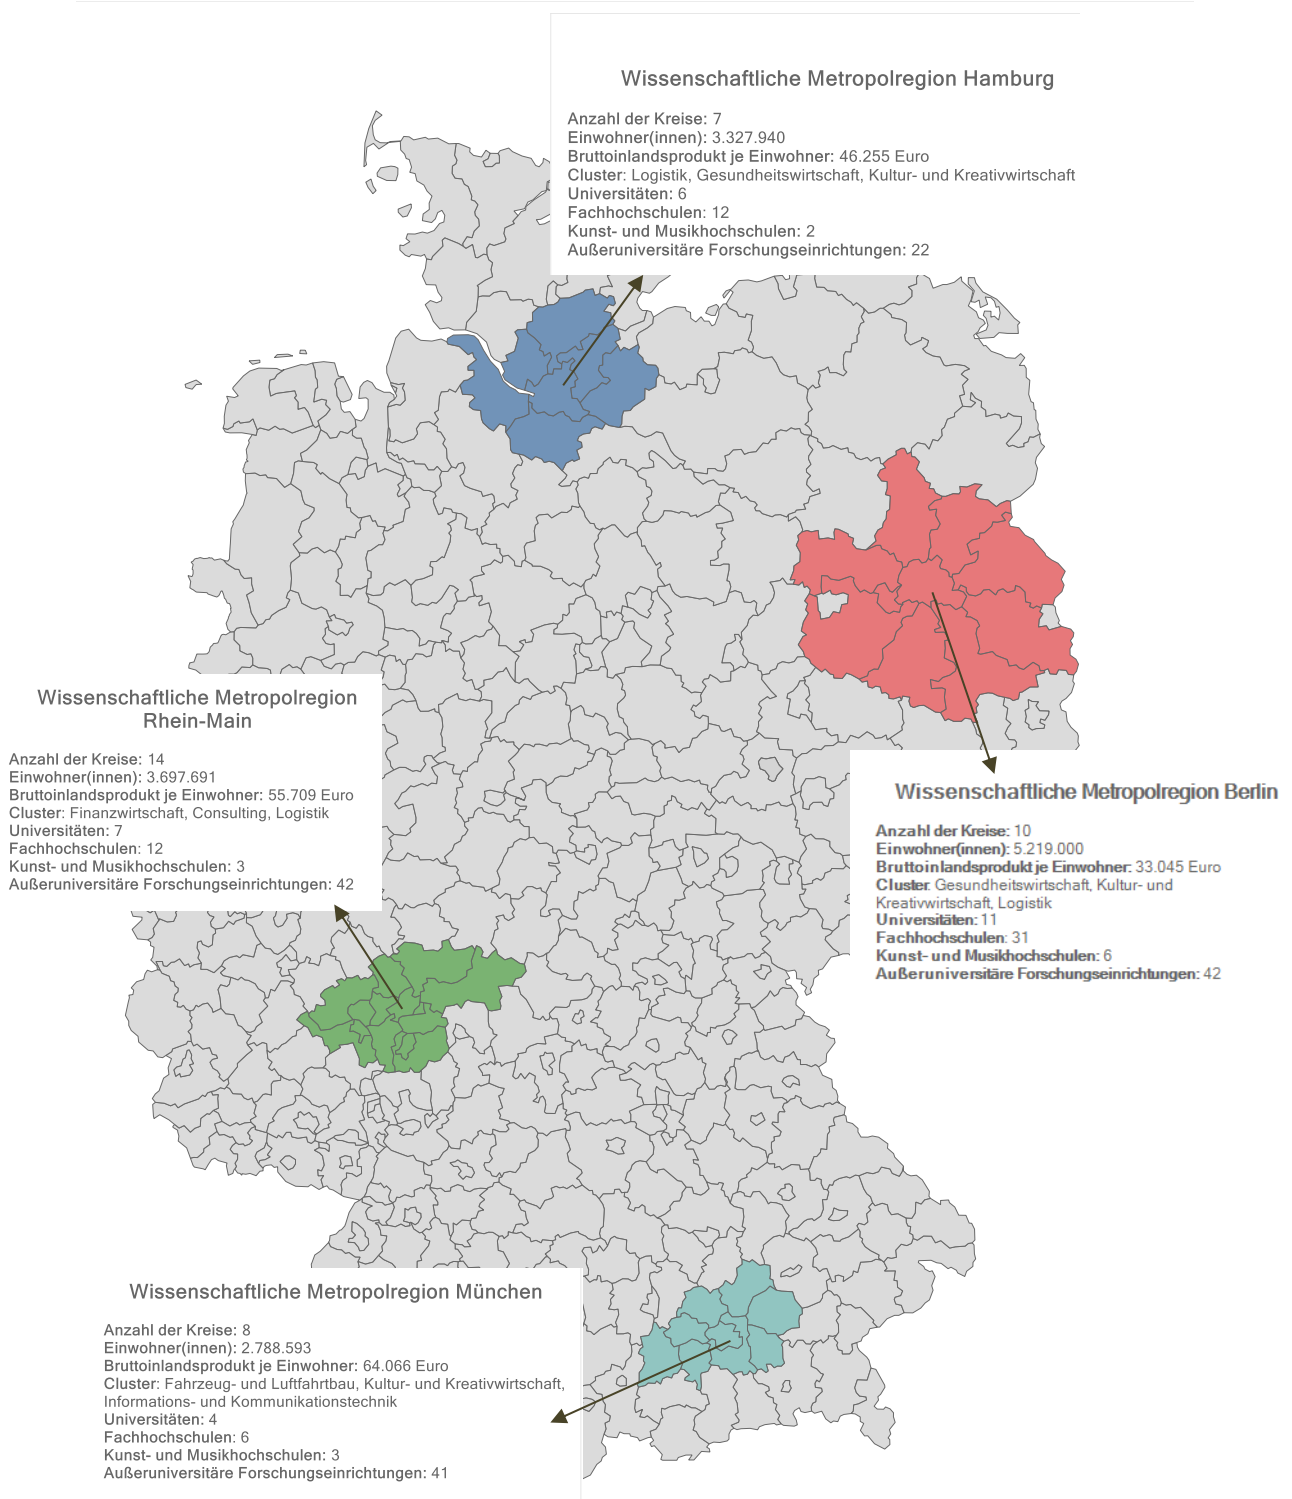 Wissenschaftliche Metropolregion Hamburg
Anzahl der Kreise: 7
Einwohner(innen): 3.327.940
Bruttoinlandsprodukt je Einwohner: 46.255 Euro
Cluster: Logistik, Gesundheitswirtschaft, Kultur- und Kreativwirtschaft
Universitäten: 6
Fachhochschulen: 12
Kunst- und Musikhochschulen: 2
Außeruniversitäre Forschungseinrichtungen: 22
Wissenschaftliche Metropolregion
Rhein-Main
Anzahl der Kreise: 14
Einwohner(innen): 3.697.691
Bruttoinlandsprodukt je Einwohner: 55.709 Euro
Cluster: Finanzwirtschaft, Consulting, Logistik
Universitäten: 7
Fachhochschulen: 12
Kunst- und Musikhochschulen: 3
Außeruniversitäre Forschungseinrichtungen: 42
Wissenschaftliche Metropolregion Berlin
Anzahl der Kreise: 10
Einwohner(innen): 5.219.000
Bruttoinlandsprodukt je Einwohner: 33.045 Euro
Cluster: Gesundheitswirtschaft, Kultur- und
Kreativwirtschaft, Logistik
Universitäten: 11
Fachhochschulen: 31
Kunst- und Musikhochschulen: 6
Außeruniversitäre Forschungseinrichtungen: 42
Wissenschaftliche Metropolregion München
Anzahl der Kreise: 8
Einwohner(innen): 2.788.593
Bruttoinlandsprodukt je Einwohner: 64.066 Euro
Cluster: Fahrzeug- und Luftfahrtbau, Kultur- und Kreativwirtschaft,
Informations- und Kommunikationstechnik
Universitäten: 4
Fachhochschulen: 6
Kunst- und Musikhochschulen: 3
Außeruniversitäre Forschungseinrichtungen: 41